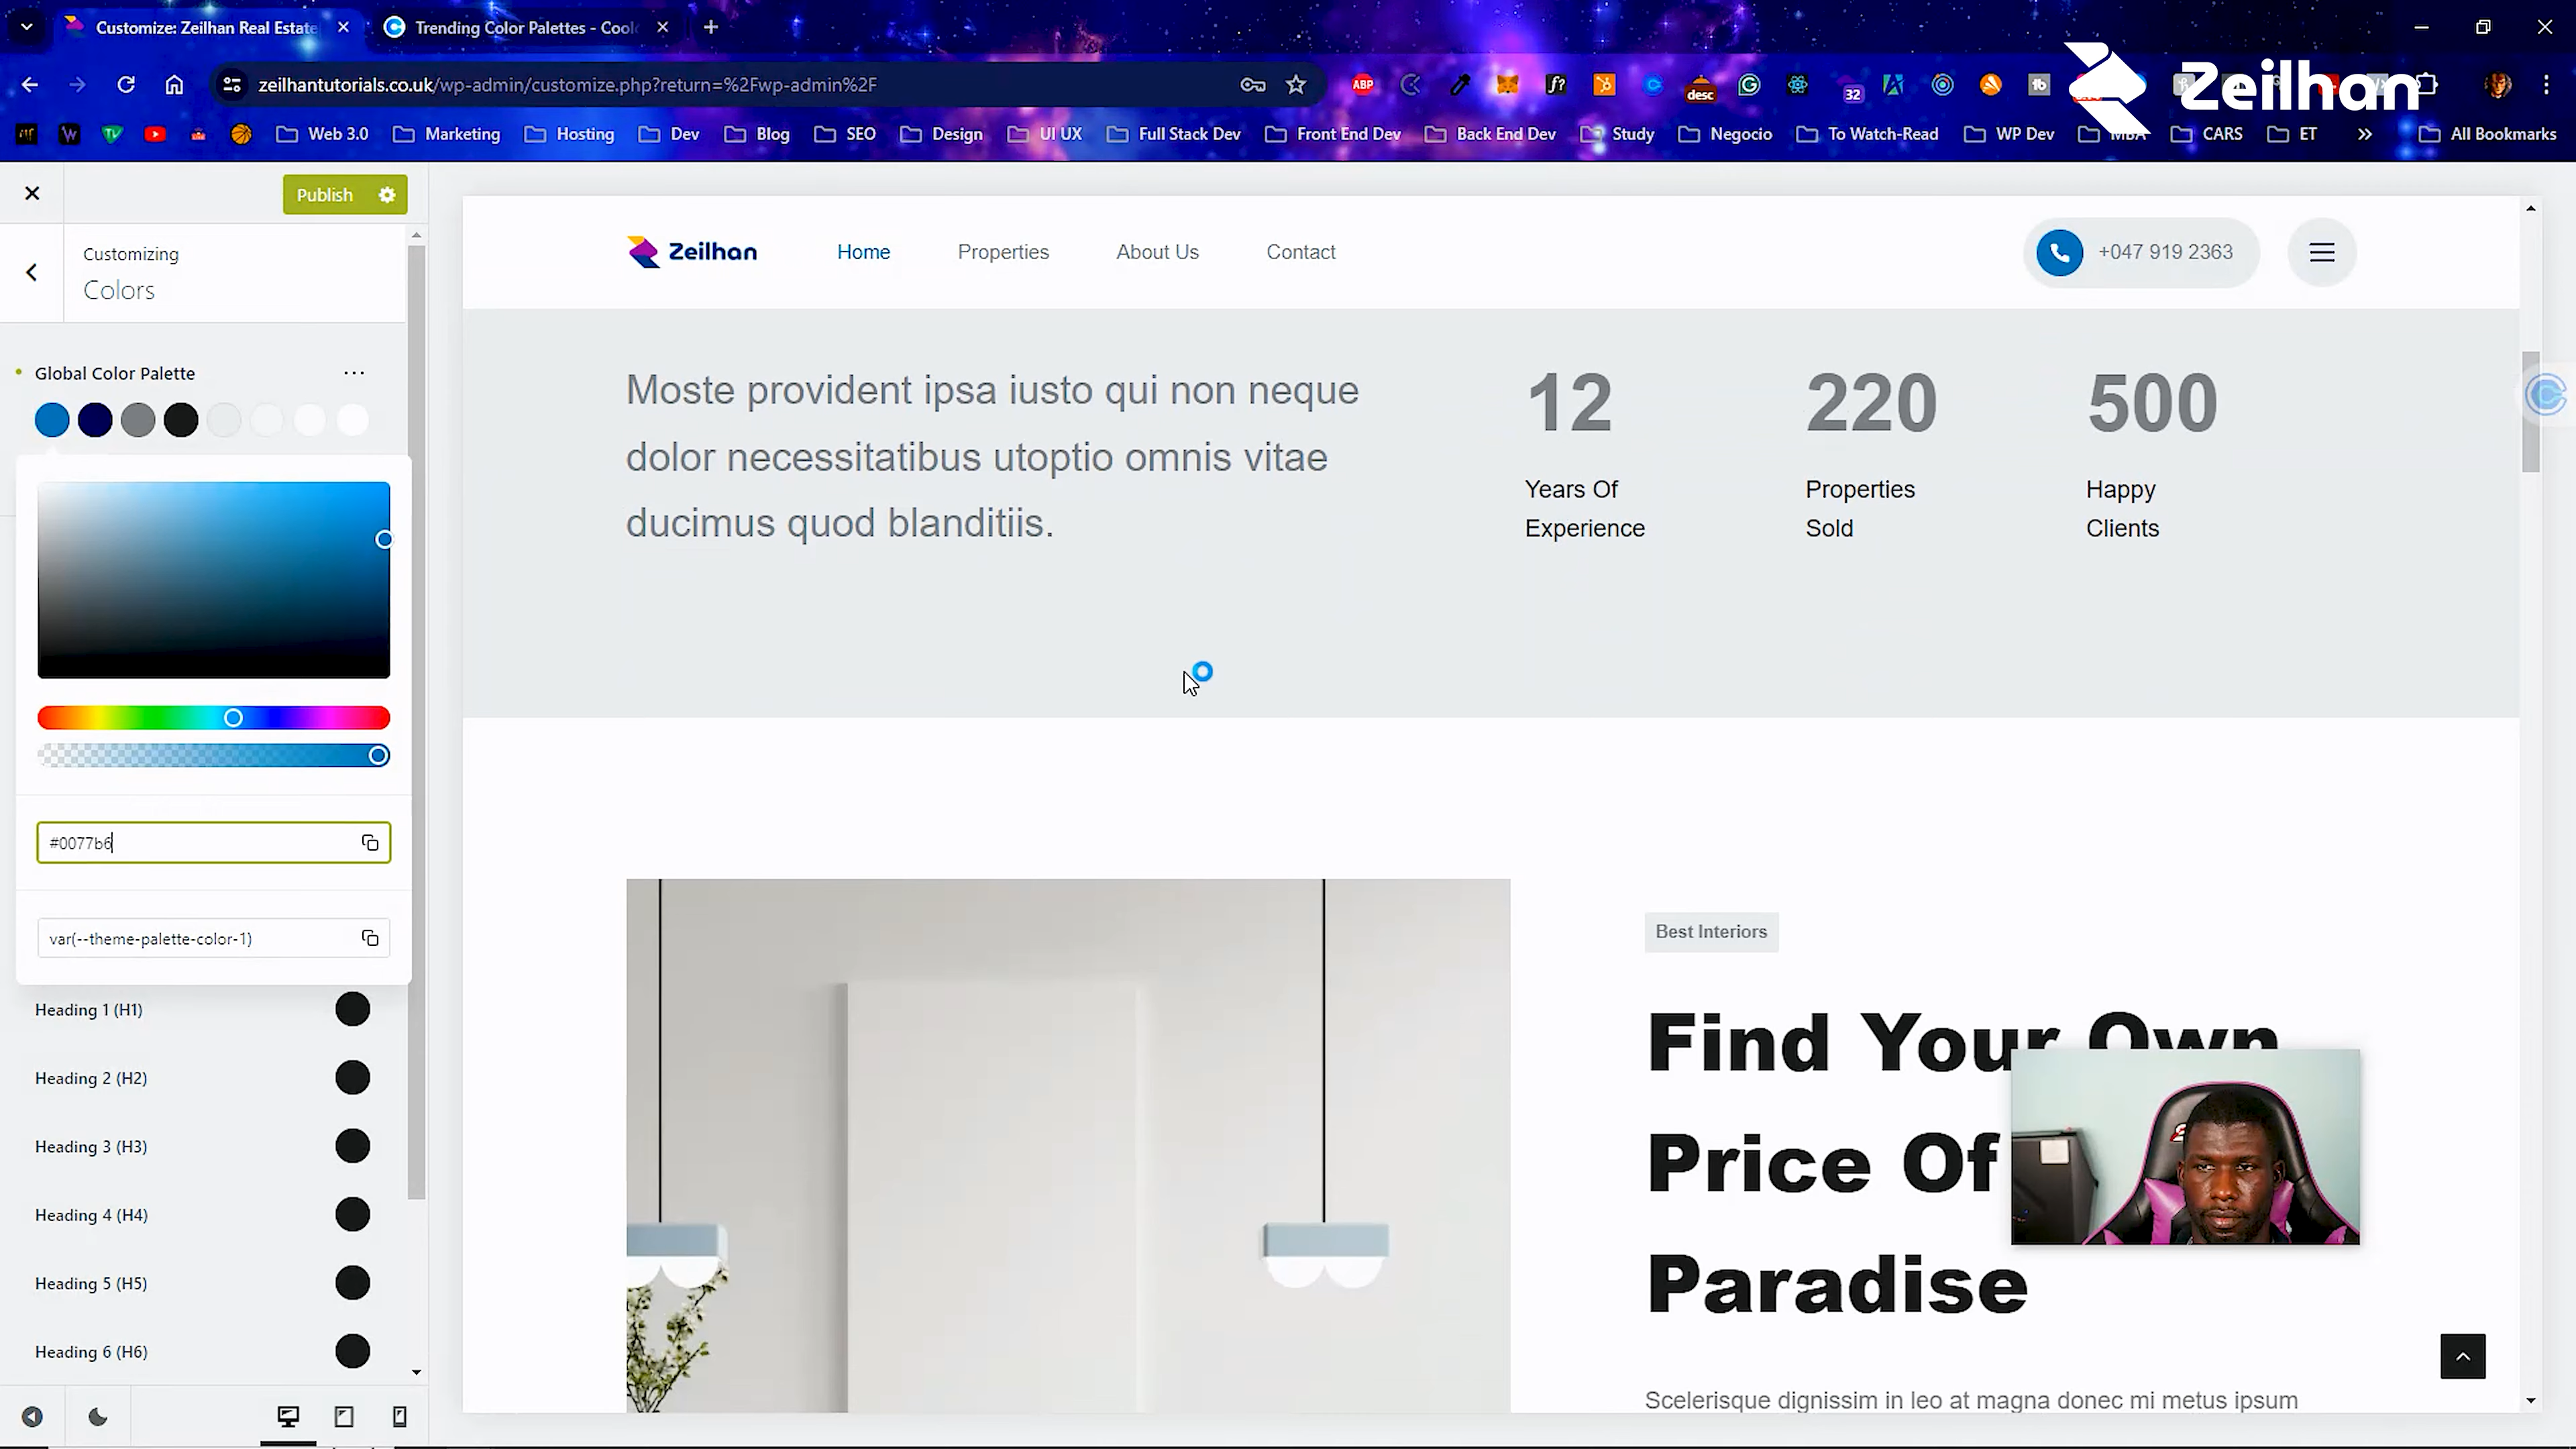 Customize: Zeilhan Real Estate
Trending Color Palettes - Cool
zeilhantutorials.co.uk/wp-admin/customize.php?return=%2Fwp-admin%2F
ABP
f?
desc
32
Zeilhan
Web 3.0
Marketing
Hosting
Dev
Blog
SEO
Design
UI UX
Full Stack Dev
Front End Dev
Back End Dev
Study
Negocio
To Watch-Read
WP Dev
MBA
CARS
ET
All Bookmarks
Publish
Customizing
Colors
Global Color Palette
#0077b6
var(--theme-palette-color-1)
Heading 1 (H1)
Heading 2 (H2)
Heading 3 (H3)
Heading 4 (H4)
Heading 5 (H5)
Heading 6 (H6)
Zeilhan
Home
Properties
About Us
Contact
+047 919 2363
Moste provident ipsa iusto qui non neque
dolor necessitatibus utoptio omnis vitae
ducimus quod blanditiis.
12
Years Of
Experience
220
Properties
Sold
500
Happy
Clients
Best Interiors
Find Your Own
Price Of
Paradise
Scelerisque dignissim in leo at magna donec mi metus ipsum